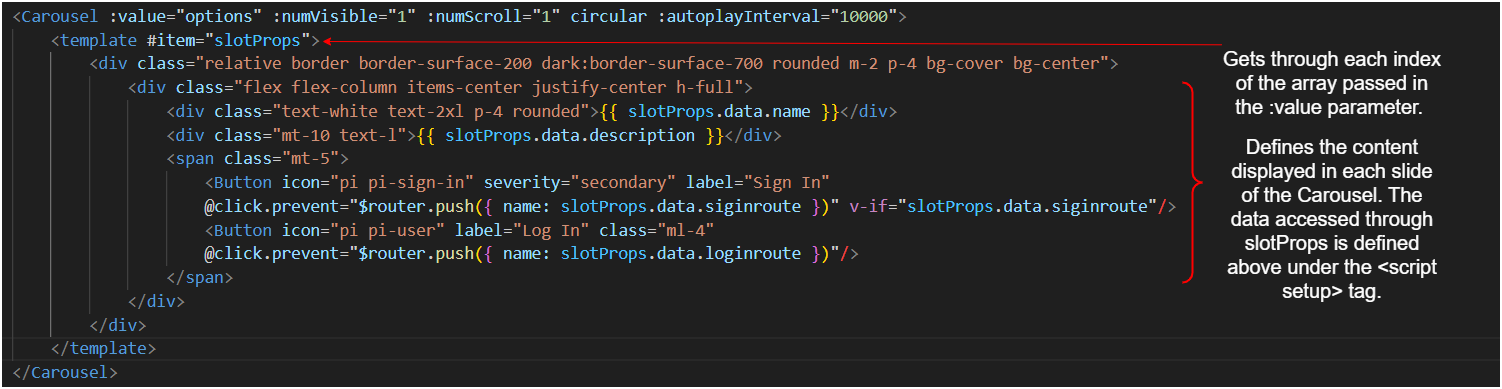 <Carousel :value="options" :numVisible="1" :numScroll="1" circular :autoplayInterval="10000">
<template #item="slotProps">
<div class="relative border border-surface-200 dark:border-surface-700 rounded m-2 p-4 bg-cover bg-center">
<div class="flex flex-column items-center justify-center h-full">
<div class="text-white text-2xl p-4 rounded">{{ slotProps.data.name }}</div>
<div class="mt-10 text-l">{{ slotProps.data.description }}</div>
<span class="mt-5">
<Button icon="pi pi-sign-in" severity="secondary" label="Sign In"
@click.prevent="$router.push({ name: slotProps.data.siginroute })" v-if="slotProps.data.siginroute"/>
<Button icon="pi pi-user" label="Log In" class="ml-4"
@click.prevent="$router.push({ name: slotProps.data.loginroute })"/>
</span>
</div>
</div>
</template>
</Carousel>
Gets through each index
of the array passed in
the :value parameter.
Defines the content
displayed in each slide
of the Carousel. The
data accessed through
slotProps is defined
above under the <script
setup> tag.